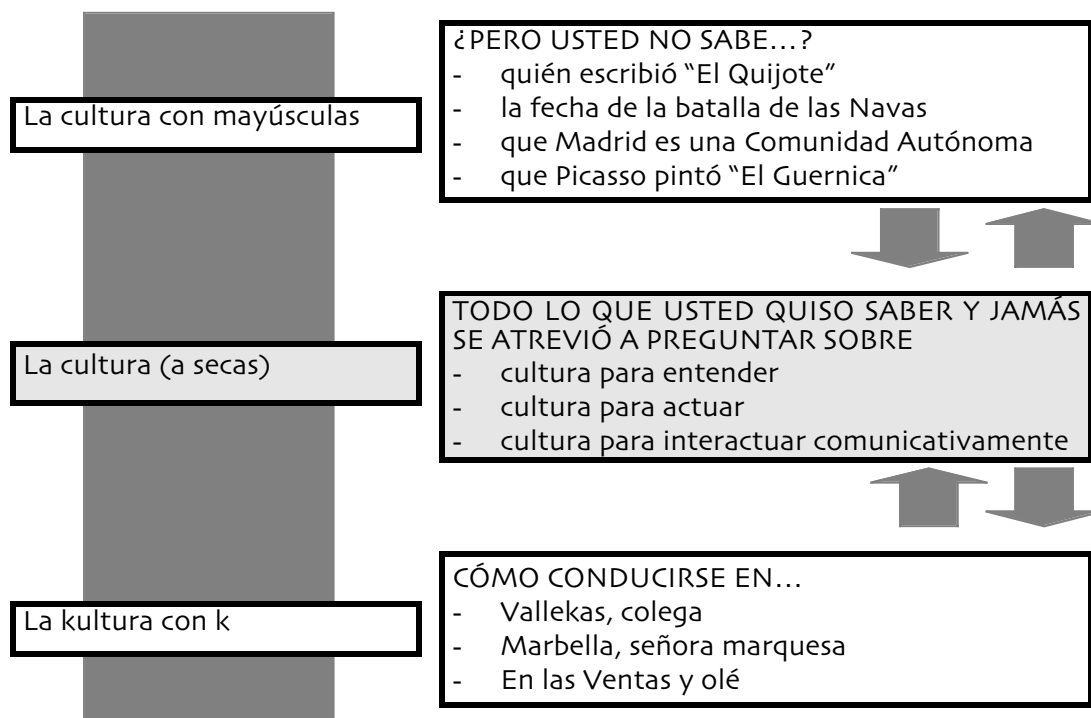 La cultura con mayúsculas
¿PERO USTED NO SABE…?
- quién escribió “El Quijote”
- la fecha de la batalla de las Navas
- que Madrid es una Comunidad Autónoma
- que Picasso pintó “El Guernica”
La cultura (a secas)
TODO LO QUE USTED QUISO SABER Y JAMÁS
SE ATREVIÓ A PREGUNTAR SOBRE
- cultura para entender
- cultura para actuar
- cultura para interactuar comunicativamente
La kultura con k
CÓMO CONDUCIRSE EN…
- Vallekas, colega
- Marbella, señora marquesa
- En las Ventas y olé